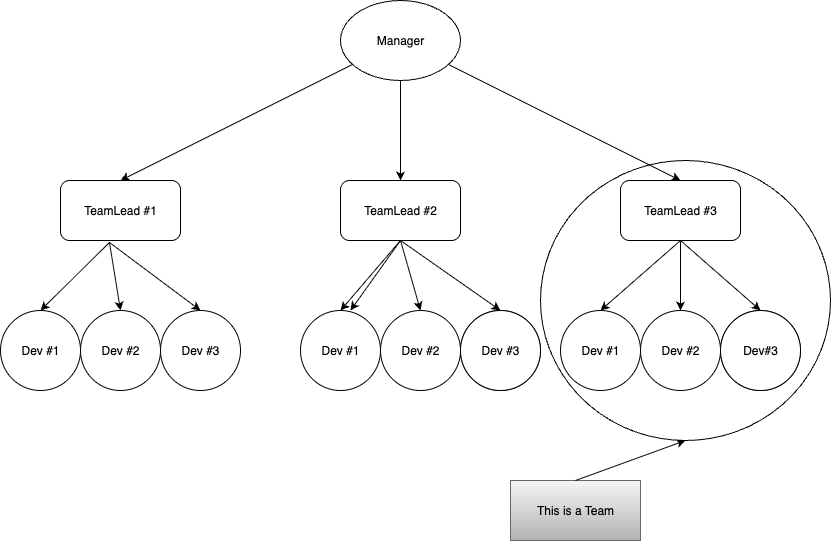 Manager
TeamLead #1
TeamLead #2
TeamLead #3
Dev #1
Dev #2
Dev #3
Dev #1
Dev #2
Dev #3
Dev #1
Dev #2
Dev#3
This is a Team